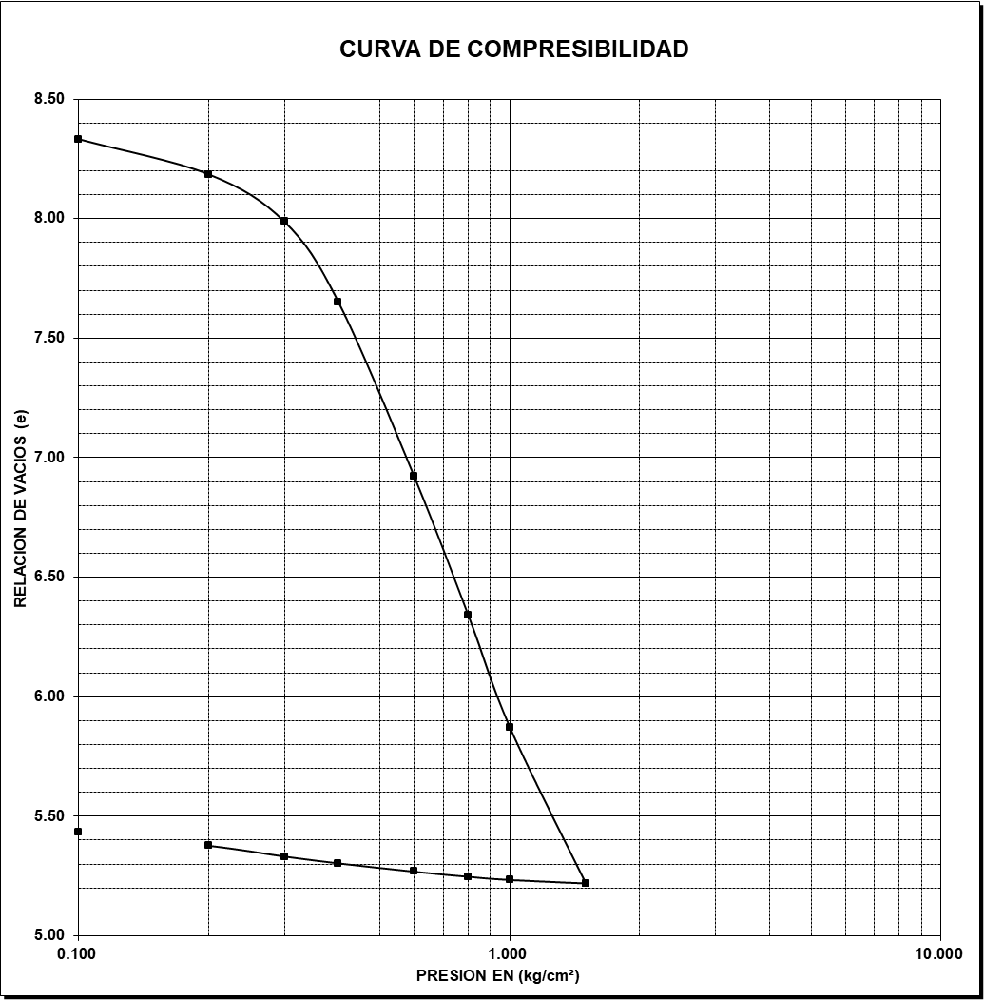 CURVA DE COMPRESIBILIDAD
8.50
8.00
7.50
7.00
6.50
6.00
5.50
5.00
RELACION DE VACIOS (e)
0.100 1.000 10.000
PRESION EN (kg/cm²)